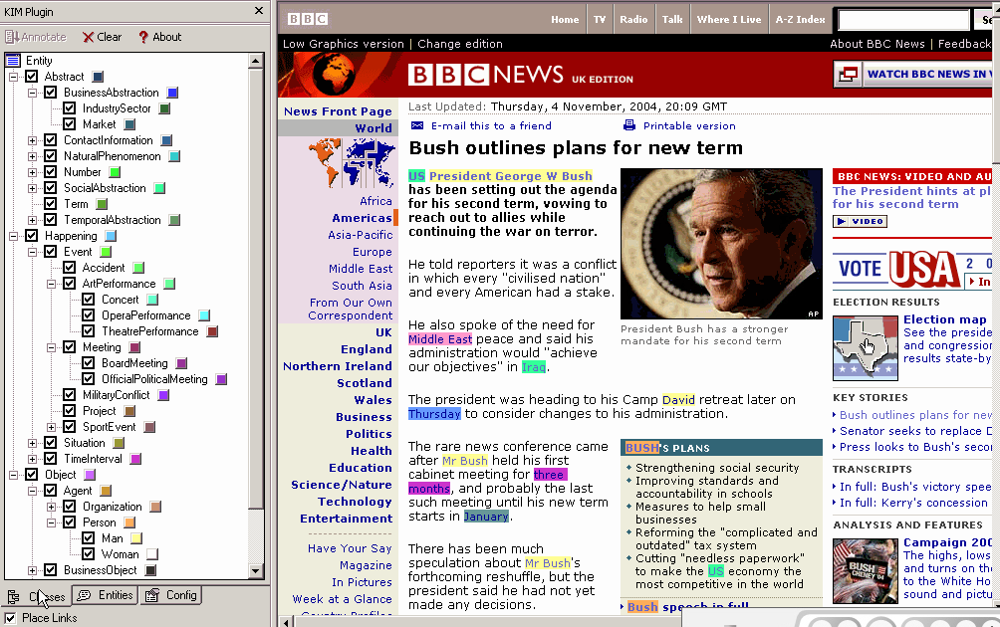 KIM Plugin
Annotate Clear ? About
Entity
Abstract
BusinessAbstraction
IndustrySector
Market
ContactInformation
NaturalPhenomenon
Number
SocialAbstraction
Term
TemporalAbstraction
Happening
Event
Accident
ArtPerformance
Concert
OperaPerformance
TheatrePerformance
Meeting
BoardMeeting
OfficialPoliticalMeeting
MilitaryConflict
Project
SportEvent
Situation
TimeInterval
Object
Agent
Organization
Person
Man
Woman
BusinessObject
Entities Config
Place Links
BBC Home TV Radio Talk Where I Live A-Z Index
Low Graphics version | Change edition
About BBC News | Feedback
BBC NEWS UK EDITION
WATCH BBC NEWS IN
News Front Page
World
Africa
Americas
Asia-Pacific
Europe
Middle East
South Asia
From Our Own
Correspondent
UK
England
Northern Ireland
Scotland
Wales
Business
Politics
Health
Education
Science/Nature
Technology
Entertainment
Have Your Say
Magazine
In Pictures
Week at a Glance
Country Profiles
Last Updated: Thursday, 4 November, 2004, 20:09 GMT
E-mail this to a friend Printable version
Bush outlines plans for new term
US President George W Bush
has been setting out the agenda
for his second term, vowing to
reach out to allies while
continuing the war on terror.
He told reporters it was a conflict
in which every "civilised nation"
and every American had a stake.
He also spoke of the need for
Middle East peace and said his
administration would "achieve
our objectives" in Iraq.
AP
President Bush has a stronger
mandate for his second term
The president was heading to his Camp David retreat later on
Thursday to consider changes to his administration.
The rare news conference came
after Mr Bush held his first
cabinet meeting for three
months, and probably the last
such meeting until his new term
starts in January.
There has been much
speculation about Mr Bush's
forthcoming reshuffle, but the
president said he had not yet
made any decisions.
BUSH'S PLANS
Strengthening social security
Improving standards and
accountability in schools
Measures to help small
businesses
Reforming the "complicated and
outdated" tax system
Cutting "needless paperwork"
to make the US economy the
most competitive in the world
Bush speech in full
BBC NEWS: VIDEO AND AU
The President hints at pl
for his second term
VIDEO
VOTE USA 2 0
In
ELECTION RESULTS
Election map
See the preside
and congression
results state-by
KEY STORIES
Bush outlines plans for new
Senator seeks to replace D
Press looks to Bush's seco
TRANSCRIPTS
In full: Bush's victory spee
In full: Kerry's concession
ANALYSIS AND FEATURES
BUSH
CHENEY '04
Campaign 200
The highs, lows
and turns on the
to the White Ho
sound and pictu